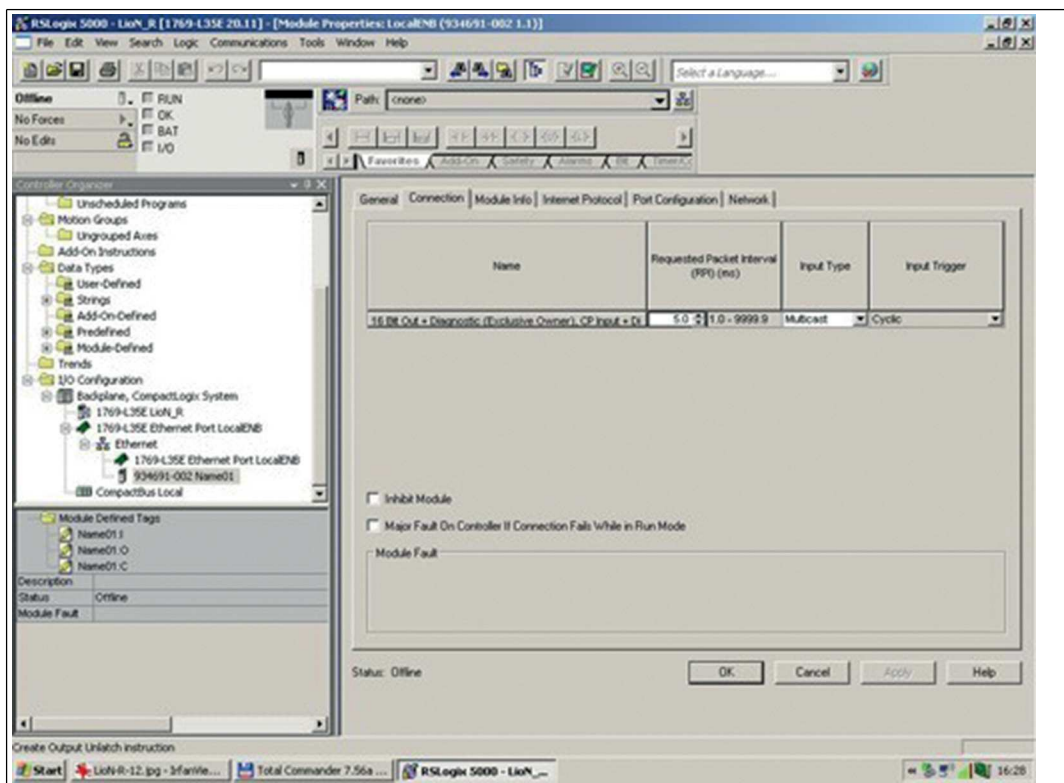 RSLogix 5000 - LioN_R [1769-L35E 20.11] - [Module Properties: LocalENB (934691-002 1.1)]
File Edit View Search Logic Communications Tools Window Help
Select a Language...
Offline
RUN
No Forces
OK
No Edits
BAT
I/O
Path: <none>
Favorites Add-On Safety Alarms Bit
Controller Organizer
Unscheduled Programs
Motion Groups
Ungrouped Axes
Add-On Instructions
Data Types
User-Defined
Strings
Add-On-Defined
Predefined
Module-Defined
Trends
I/O Configuration
Backplane, CompactLogix System
1769-L35E LioN_R
1769-L35E Ethernet Port LocalENB
Ethernet
1769-L35E Ethernet Port LocalENB
934691-002 Name01
CompactBus Local
Module Defined Tags
Name01:I
Name01:O
Name01:C
Description
Status Offline
Module Fault
General Connection Module Info Internet Protocol Port Configuration Network
Name
Requested Packet Interval
(RPI) (ms)
Input Type
Input Trigger
16 Bit Out + Diagnostic (Exclusive Owner), CP Input + Di
5.0 1.0 - 9999.9 Multicast Cyclic
Inhibit Module
Major Fault On Controller If Connection Fails While in Run Mode
Module Fault
Status: Offline
OK Cancel Apply Help
Create Output Unlatch instruction
Start LioN-R-12.jpg - IrfanVie... Total Commander 7.56a ... RSLogix 5000 - LioN_... 16:28